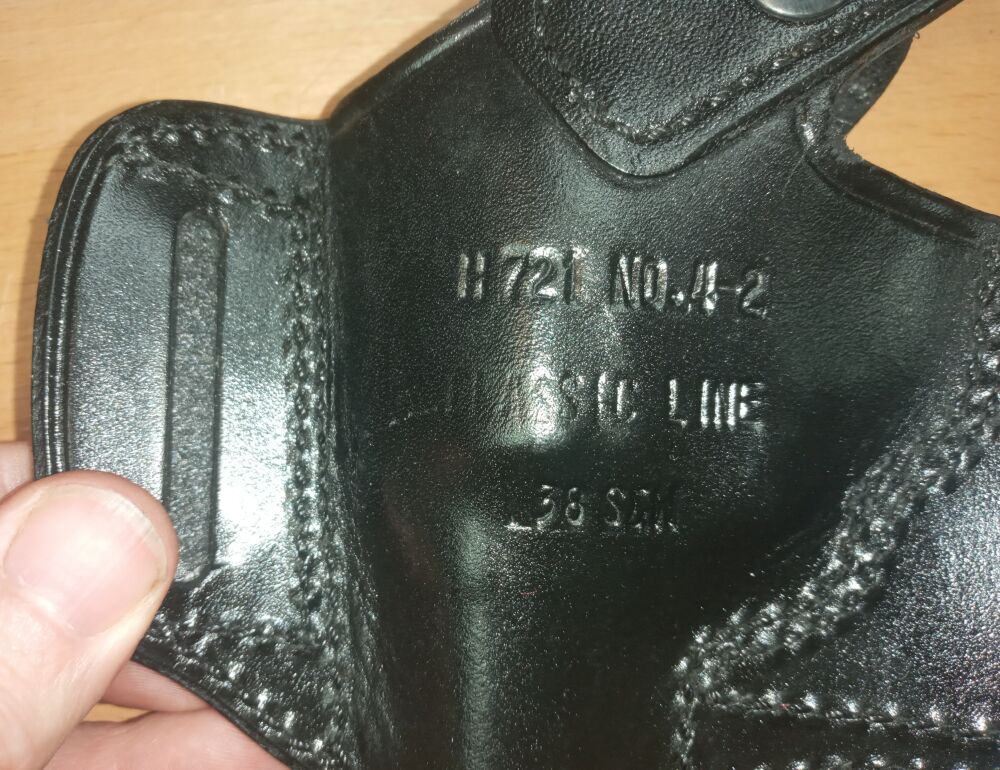 H 721 NO.4-2
LINE
.38 S&W